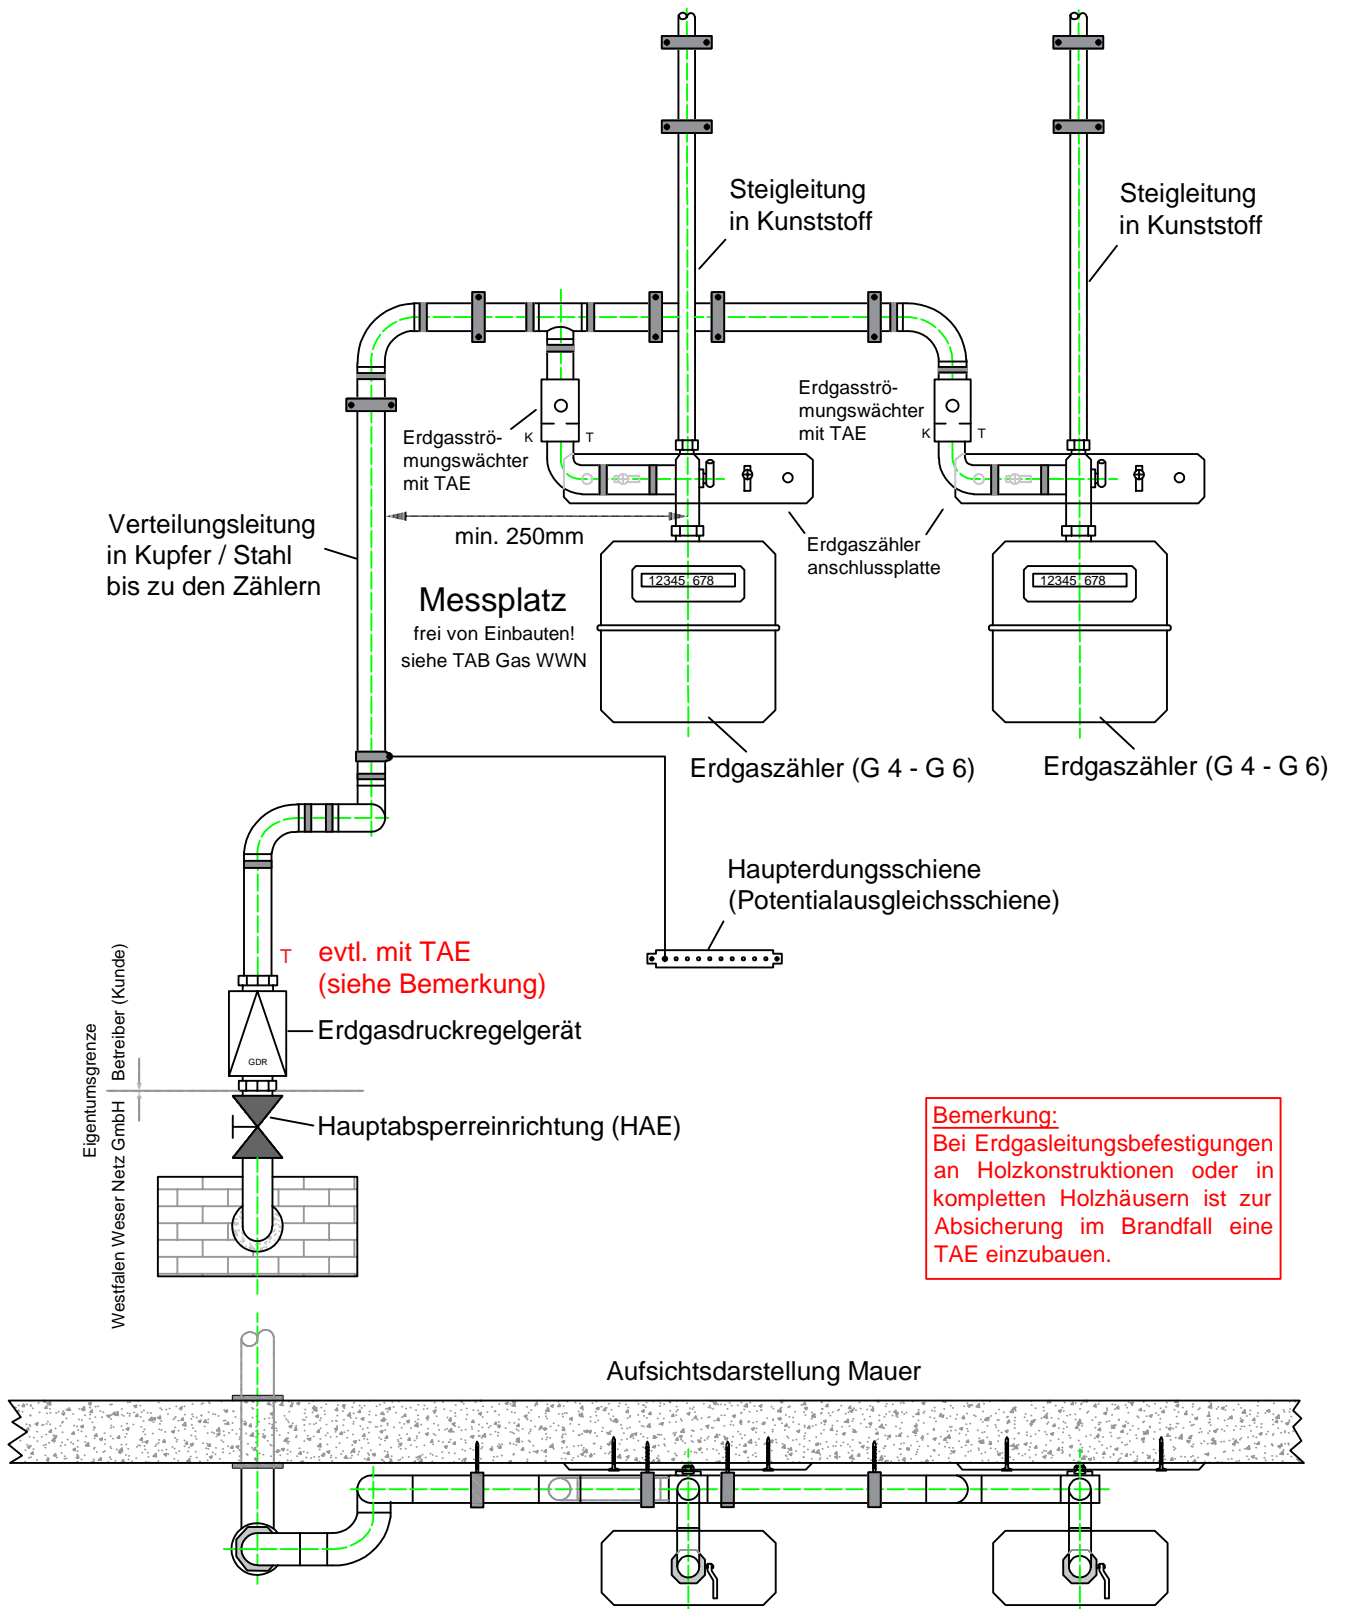 Steigleitung
in Kunststoff
Steigleitung
in Kunststoff
Erdgasströ-
mungswächter
mit TAE
K
T
Erdgasströ-
mungswächter
mit TAE
K
T
Verteilungsleitung
in Kupfer / Stahl
bis zu den Zählern
min. 250mm
Erdgaszähler
anschlussplatte
Messplatz
frei von Einbauten!
siehe TAB Gas WWN
12345 678
12345 678
Erdgaszähler (G 4 - G 6)
Erdgaszähler (G 4 - G 6)
Haupterdungsschiene
(Potentialausgleichsschiene)
T
evtl. mit TAE
(siehe Bemerkung)
Erdgasdruckregelgerät
GDR
Eigentumsgrenze
Betreiber (Kunde)
Westfalen Weser Netz GmbH
Hauptabsperreinrichtung (HAE)
Bemerkung:
Bei Erdgasleitungsbefestigungen
an Holzkonstruktionen oder in
kompletten Holzhäusern ist zur
Absicherung im Brandfall eine
TAE einzubauen.
Aufsichtsdarstellung Mauer